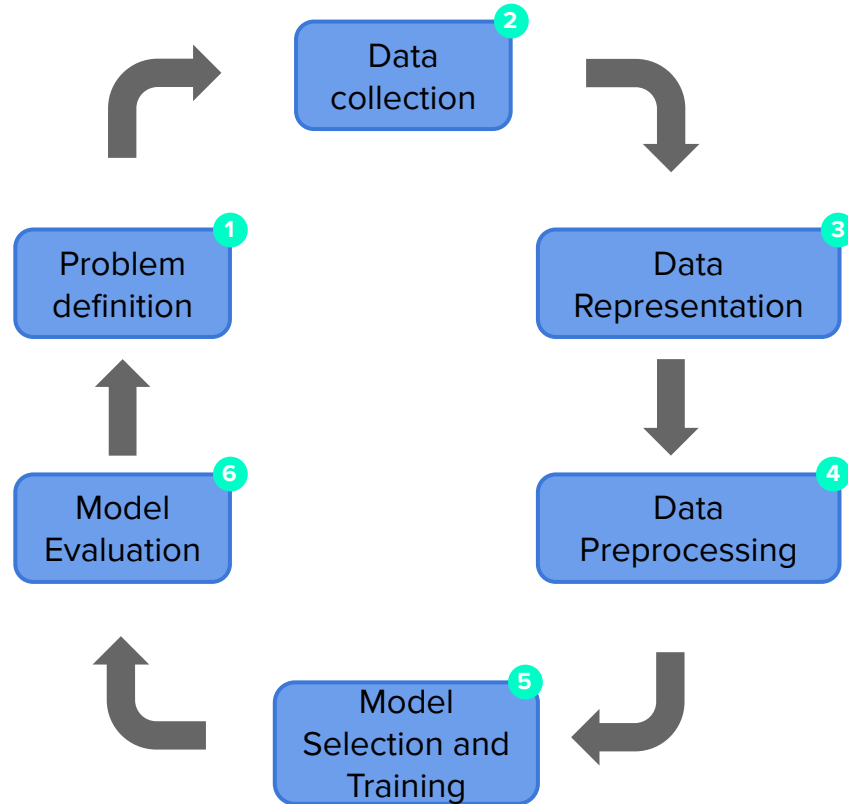 2
Data
collection
1
Problem
definition
3
Data
Representation
6
Model
Evaluation
4
Data
Preprocessing
5
Model
Selection and
Training